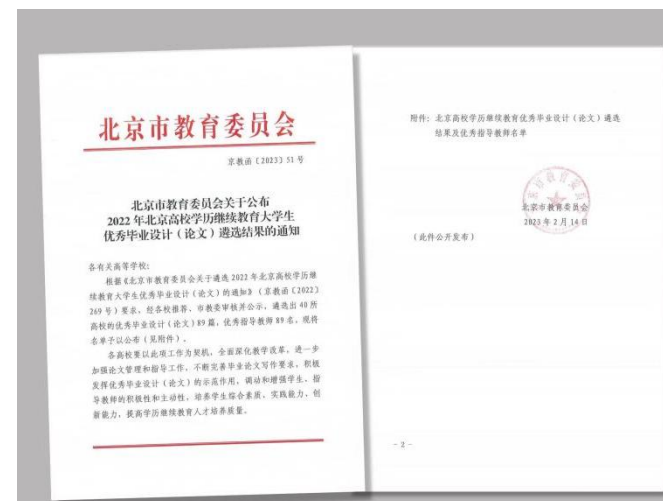 北京市教育委员会
京教函〔2023〕51号
北京市教育委员会关于公布
2022年北京高校学历继续教育大学生
优秀毕业设计(论文)遴选结果的通知
各有关高等学校:
根据《北京市教育委员会关于遴选2022年北京高校学历继
续教育大学生优秀毕业设计(论文)的通知》(京教函〔2022〕
269号)要求,经各校推荐,市教委审核并公示,遴选出40所
高校的优秀毕业设计(论文)89篇,优秀指导教师89名,现将
名单予以公布(见附件)。
各高校要以此项工作为契机,全面深化教学改革,进一步
加强论文管理和指导工作,不断完善毕业论文写作要求,积极
发挥优秀毕业设计(论文)的示范作用,调动和增强学生、指
导教师的积极性和主动性,培养学生综合素质、实践能力、创
新能力,提高学历继续教育人才培养质量。
附件:北京高校学历继续教育优秀毕业设计(论文)遴选
结果及优秀指导教师名单
北京市教育委员会
2023年2月14日
(此件公开发布)
- 2 -